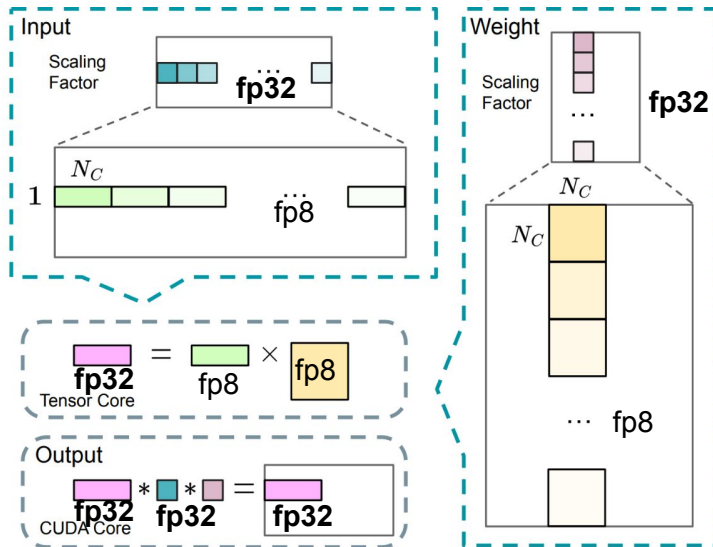 Input
Scaling
Factor
...
fp32
N_C
1
...
fp8
Weight
Scaling
Factor
fp32
...
N_C
N_C
... fp8
= ×
fp32 fp8 fp8
Tensor Core
Output
* * =
fp32 fp32 fp32
CUDA Core